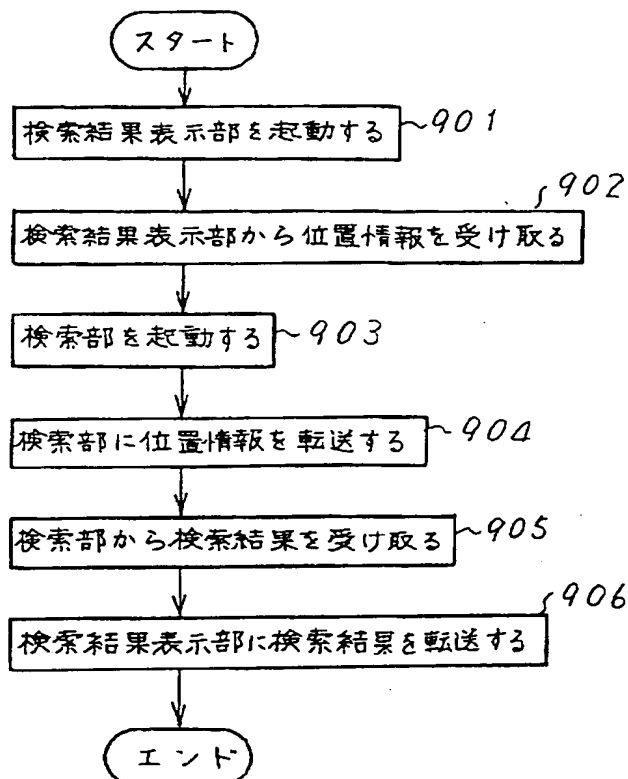 スタート
検索結果表示部を起動する 901
902
検索結果表示部から位置情報を受け取る
検索部を起動する 903
検索部に位置情報を転送する 904
検索部から検索結果を受け取る 905
906
検索結果表示部に検索結果を転送する
エンド